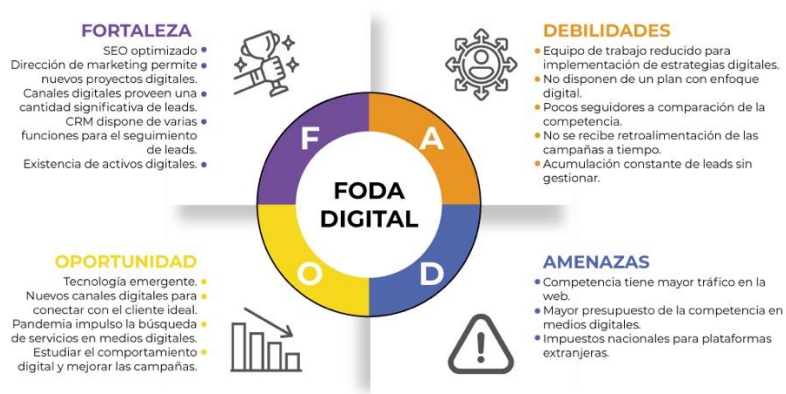 FORTALEZA
SEO optimizado
Dirección de marketing permite
nuevos proyectos digitales.
Canales digitales proveen una
cantidad significativa de leads.
CRM dispone de varias
funciones para el seguimiento
de leads.
Existencia de activos digitales.
DEBILIDADES
Equipo de trabajo reducido para
implementación de estrategias digitales.
No disponen de un plan con enfoque
digital.
Pocos seguidores a comparación de la
competencia.
No se recibe retroalimentación de las
campañas a tiempo.
Acumulación constante de leads sin
gestionar.
F
A
FODA
DIGITAL
O
D
OPORTUNIDAD
Tecnología emergente.
Nuevos canales digitales para
conectar con el cliente ideal.
Pandemia impulso la búsqueda
de servicios en medios digitales.
Estudiar el comportamiento
digital y mejorar las campañas.
AMENAZAS
Competencia tiene mayor tráfico en la
web.
Mayor presupuesto de la competencia en
medios digitales.
Impuestos nacionales para plataformas
extranjeras.